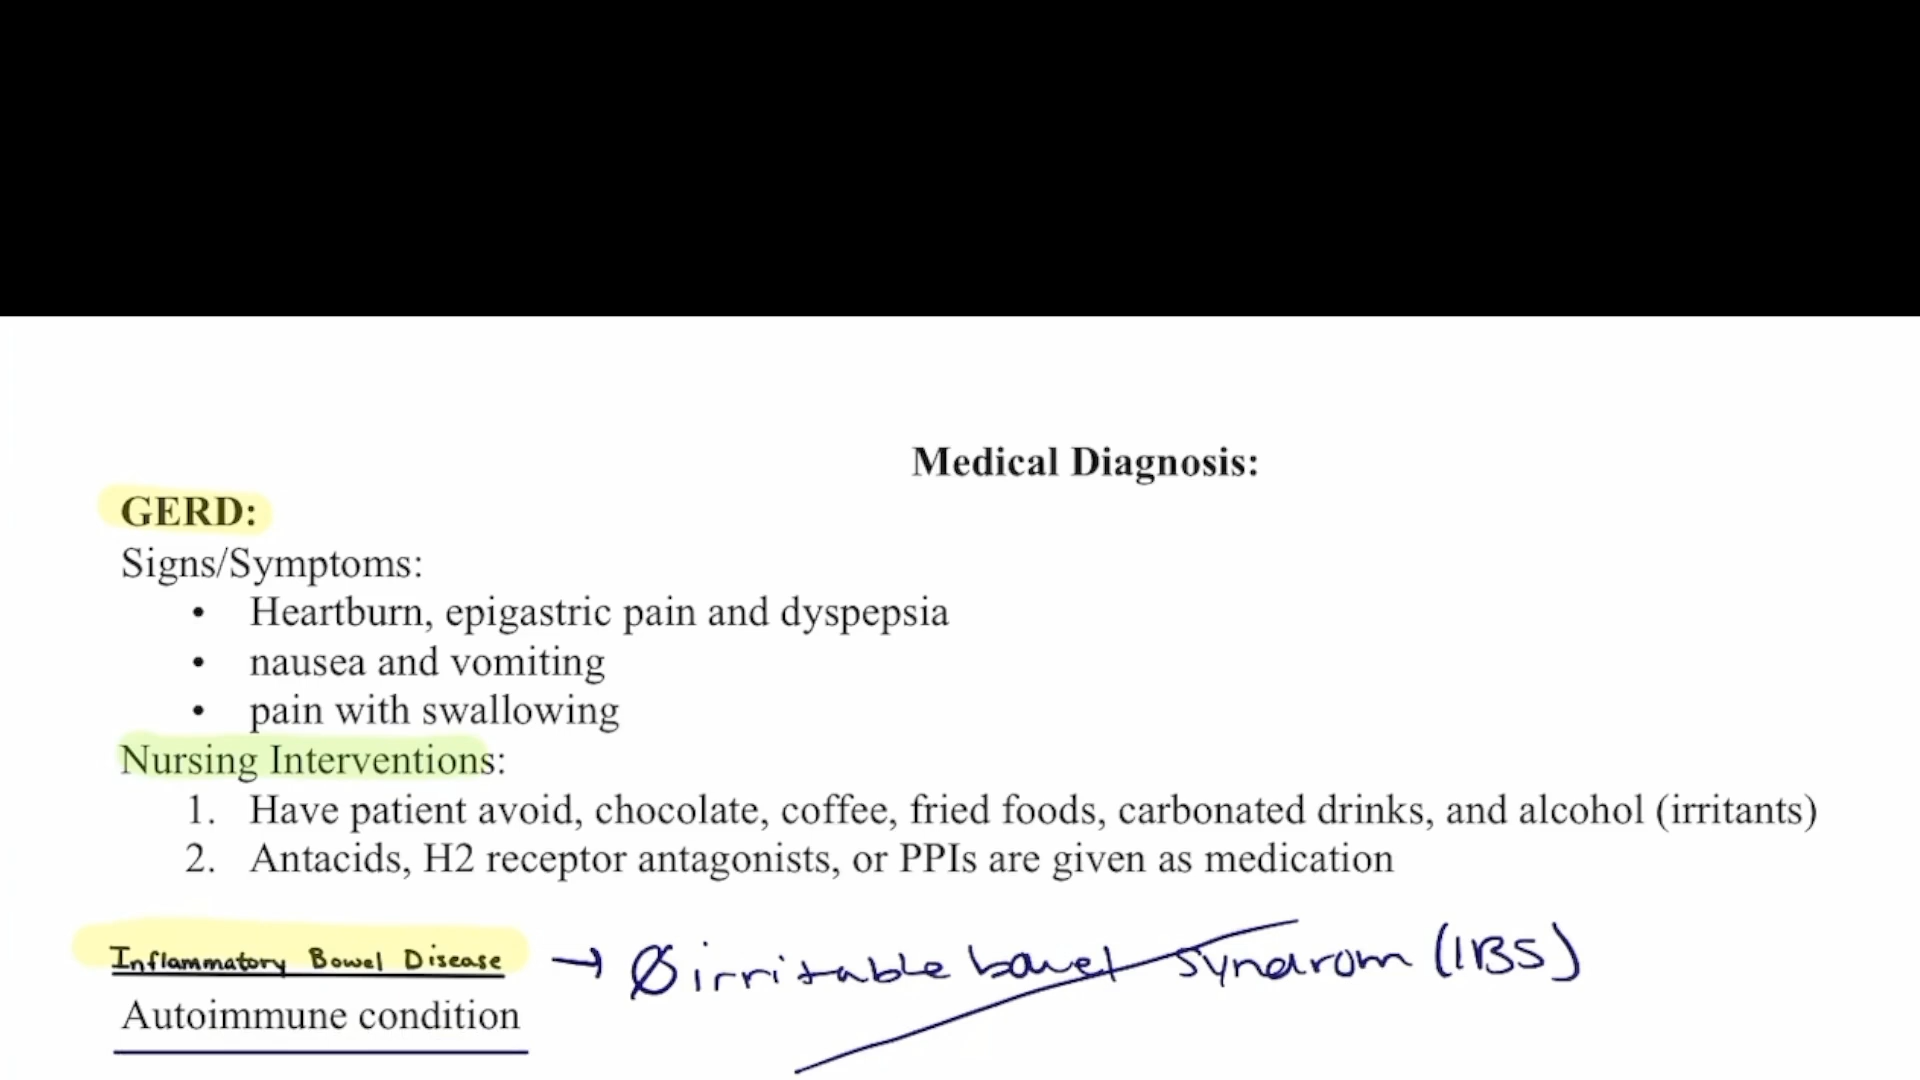 Medical Diagnosis:
GERD:
Signs/Symptoms:
• Heartburn, epigastric pain and dyspepsia
• nausea and vomiting
• pain with swallowing
Nursing Interventions:
1. Have patient avoid, chocolate, coffee, fried foods, carbonated drinks, and alcohol (irritants)
2. Antacids, H2 receptor antagonists, or PPIs are given as medication
Inflammatory Bowel Disease → Ø irritable bowel syndrom (IBS)
Autoimmune condition